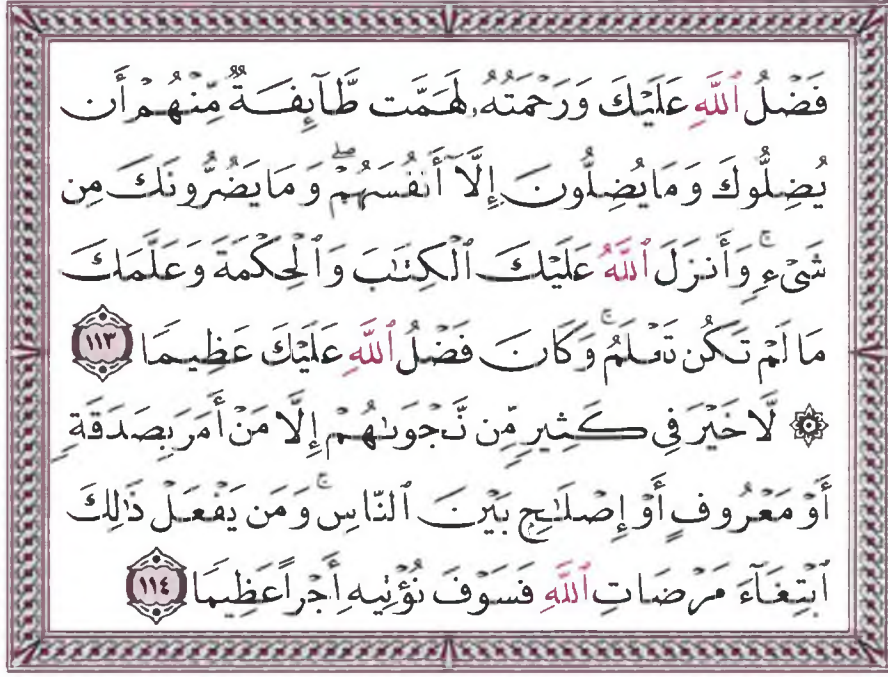 فَضْلُ ٱللَّهِ عَلَيْكَ وَرَحْمَتُهُۥ لَهَمَّت طَّآئِفَةٌ مِّنْهُمْ أَن
يُضِلُّوكَ وَمَا يُضِلُّونَ إِلَّآ أَنفُسَهُمْ ۖ وَمَا يَضُرُّونَكَ مِن
شَىْءٍ ۚ وَأَنزَلَ ٱللَّهُ عَلَيْكَ ٱلْكِتَٰبَ وَٱلْحِكْمَةَ وَعَلَّمَكَ
مَا لَمْ تَكُن تَعْلَمُ ۚ وَكَانَ فَضْلُ ٱللَّهِ عَلَيْكَ عَظِيمًا ١١٣
۞ لَّا خَيْرَ فِى كَثِيرٍ مِّن نَّجْوَىٰهُمْ إِلَّا مَنْ أَمَرَ بِصَدَقَةٍ
أَوْ مَعْرُوفٍ أَوْ إِصْلَٰحٍۭ بَيْنَ ٱلنَّاسِ ۚ وَمَن يَفْعَلْ ذَٰلِكَ
ٱبْتِغَآءَ مَرْضَاتِ ٱللَّهِ فَسَوْفَ نُؤْتِيهِ أَجْرًا عَظِيمًا ١١٤